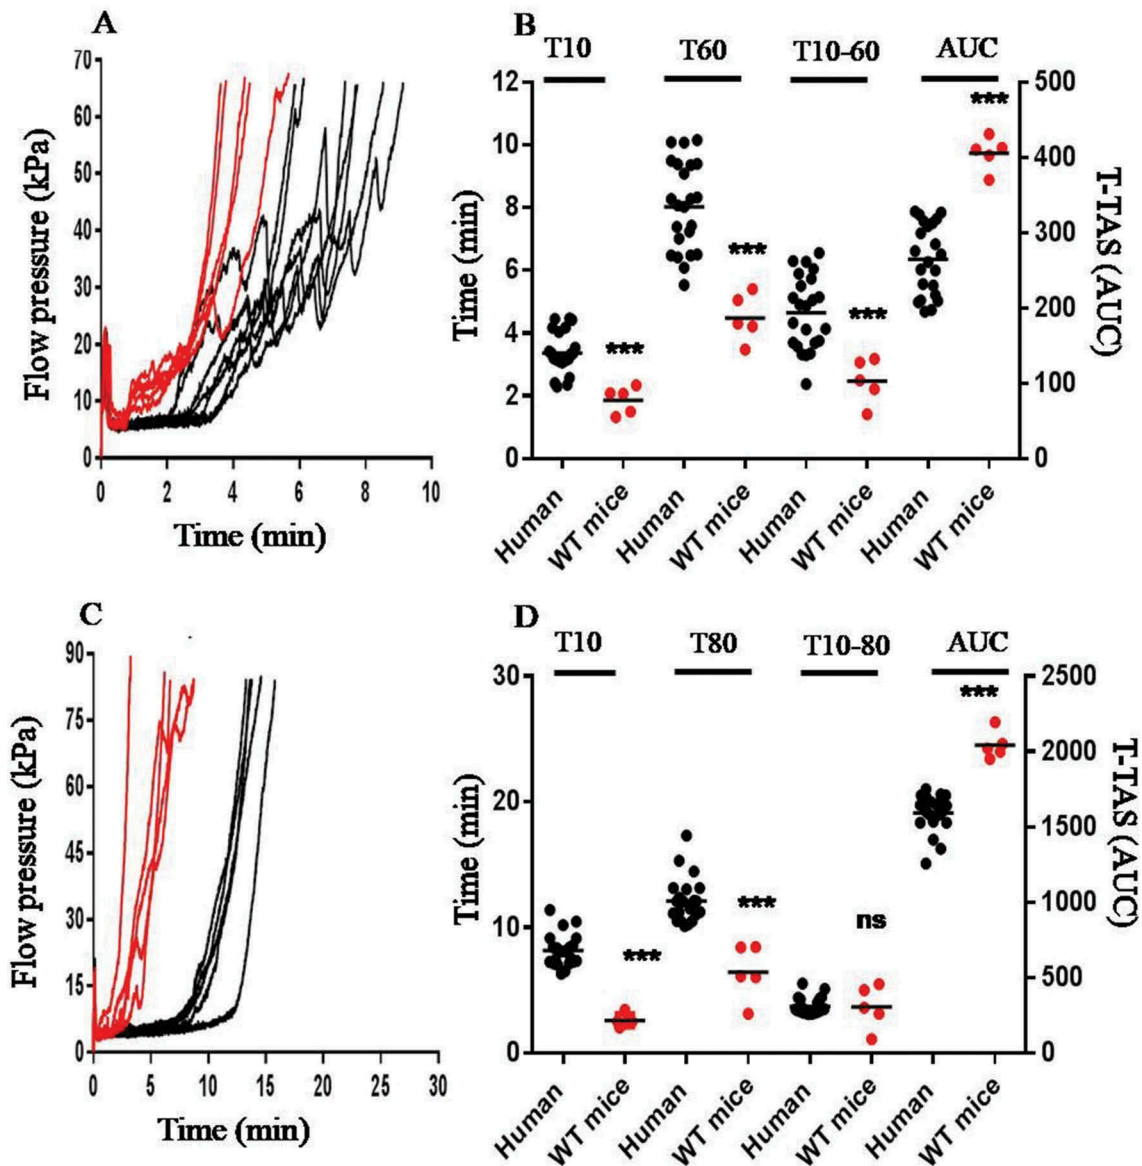 A
Flow pressure (kPa)
70
60
50
40
30
20
10
0
0 2 4 6 8 10
Time (min)
B
T10 T60 T10-60 AUC
Time (min)
12
10
8
6
4
2
0
*** *** *** ***
500
400
300
200
100
0
T-TAS (AUC)
Human WT mice Human WT mice Human WT mice Human WT mice
C
Flow pressure (kPa)
90
75
60
45
30
15
0
0 5 10 15 20 25 30
Time (min)
D
T10 T80 T10-80 AUC
Time (min)
30
20
10
0
*** *** ns ***
2500
2000
1500
1000
500
0
T-TAS (AUC)
Human WT mice Human WT mice Human WT mice Human WT mice